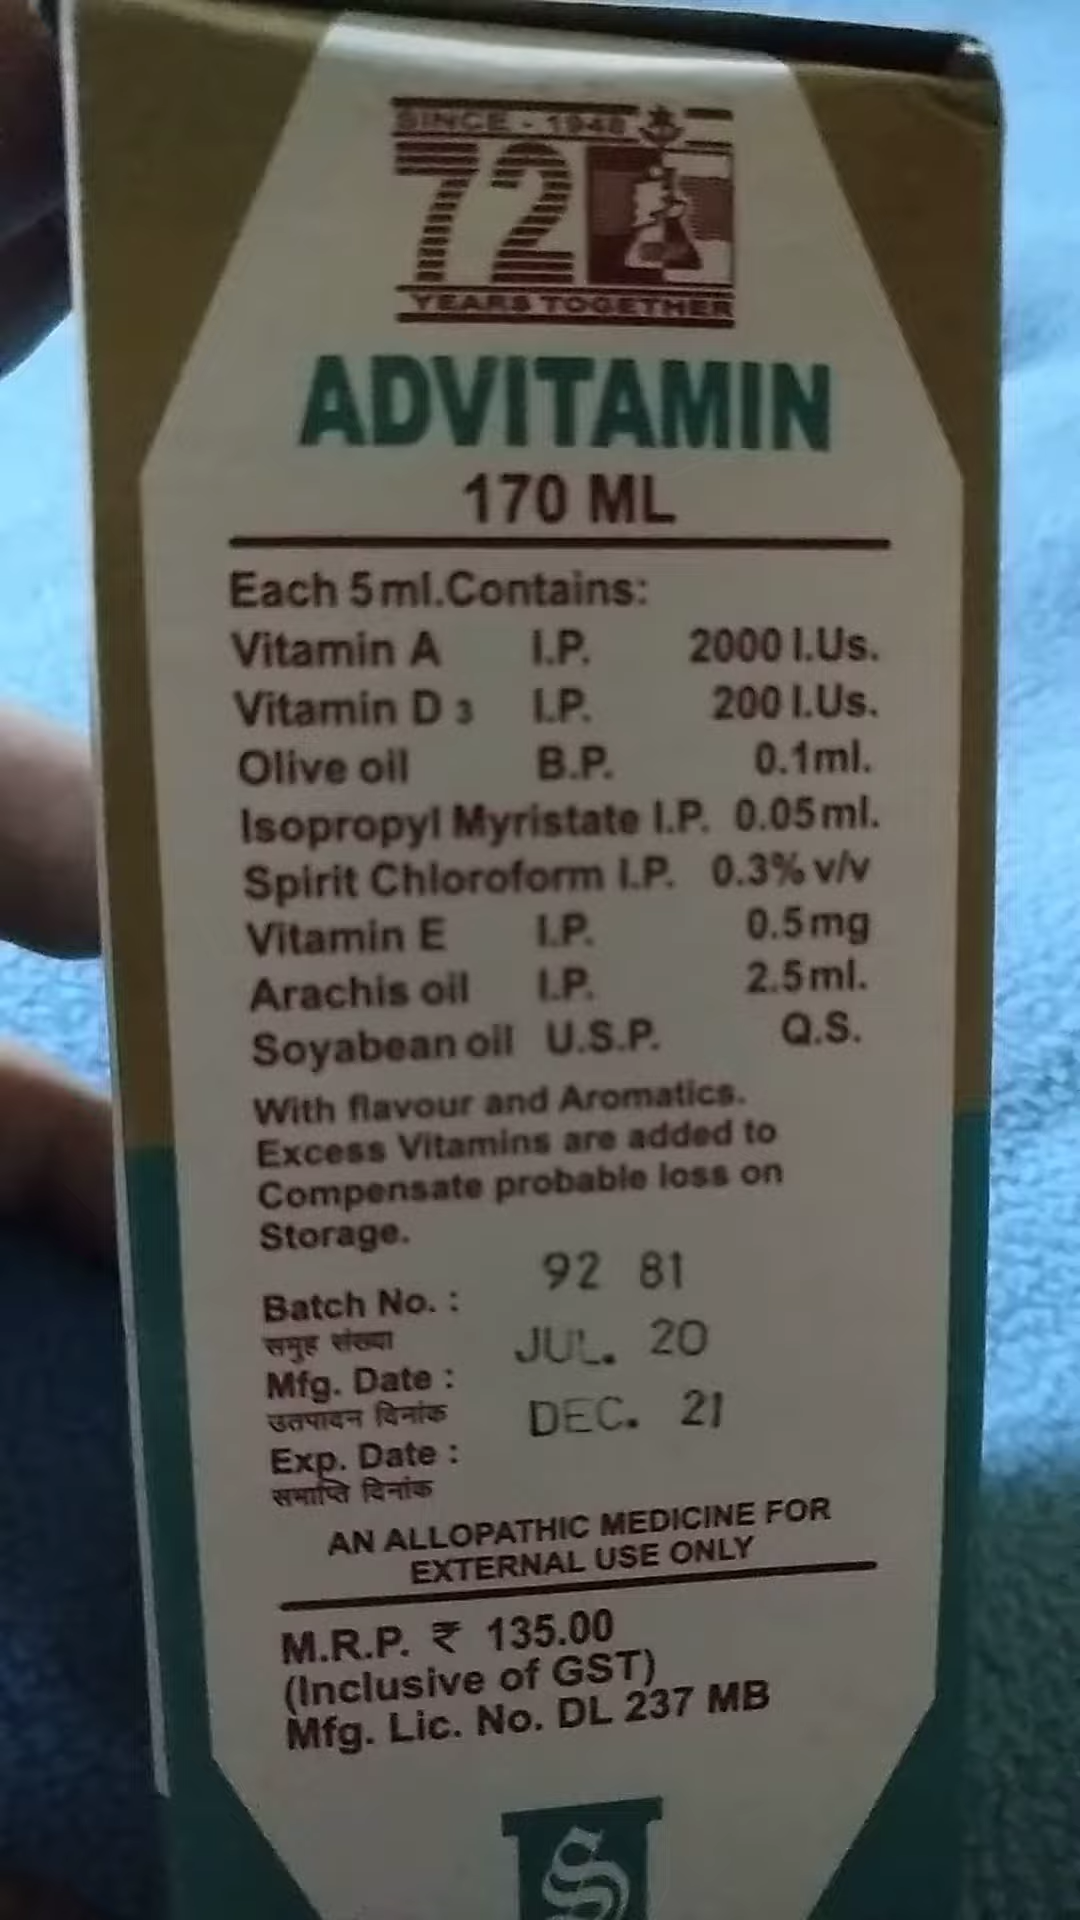 SINCE - 1948
72
YEARS TOGETHER
ADVITAMIN
170 ML
Each 5 ml.Contains:
Vitamin A I.P. 2000 I.Us.
Vitamin D 3 I.P. 200 I.Us.
Olive oil B.P. 0.1ml.
Isopropyl Myristate I.P. 0.05 ml.
Spirit Chloroform I.P. 0.3% v/v
Vitamin E I.P. 0.5 mg
Arachis oil I.P. 2.5 ml.
Soyabean oil U.S.P. Q.S.
With flavour and Aromatics.
Excess Vitamins are added to
Compensate probable loss on
Storage.
Batch No. : 92 81
समुह संख्या
Mfg. Date : JUL. 20
उतपादन दिनांक
Exp. Date : DEC. 21
समाप्ति दिनांक
AN ALLOPATHIC MEDICINE FOR
EXTERNAL USE ONLY
M.R.P. ₹ 135.00
(Inclusive of GST)
Mfg. Lic. No. DL 237 MB
S